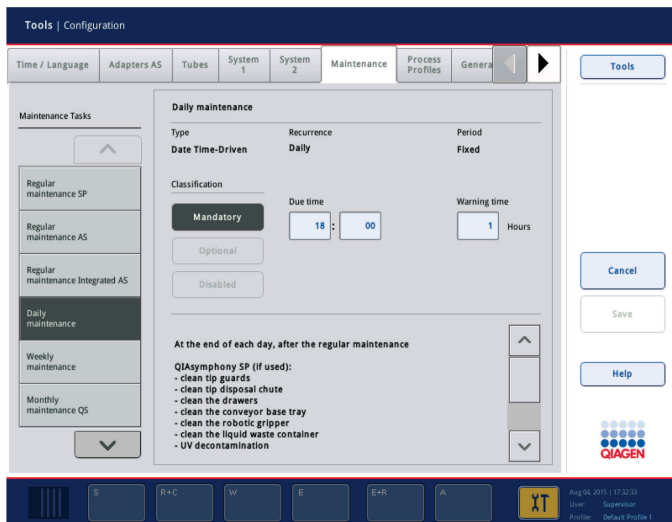 Tools | Configuration
Time / Language
Adapters AS
Tubes
System 1
System 2
Maintenance
Process Profiles
Genera
Tools
Maintenance Tasks
Regular
maintenance SP
Regular
maintenance AS
Regular
maintenance Integrated AS
Daily
maintenance
Weekly
maintenance
Monthly
maintenance QS
Daily maintenance
Type
Recurrence
Period
Date Time-Driven
Daily
Fixed
Classification
Mandatory
Optional
Disabled
Due time
18 : 00
Warning time
1 Hours
At the end of each day, after the regular maintenance
QIAsymphony SP (if used):
- clean tip guards
- clean tip disposal chute
- clean the drawers
- clean the conveyor base tray
- clean the robotic gripper
- clean the liquid waste container
- UV decontamination
Cancel
Save
Help
QIAGEN
S
R+C
W
E
E+R
A
Aug 04, 2015 | 17:32:33
User: Supervisor
Profile: Default Profile 1